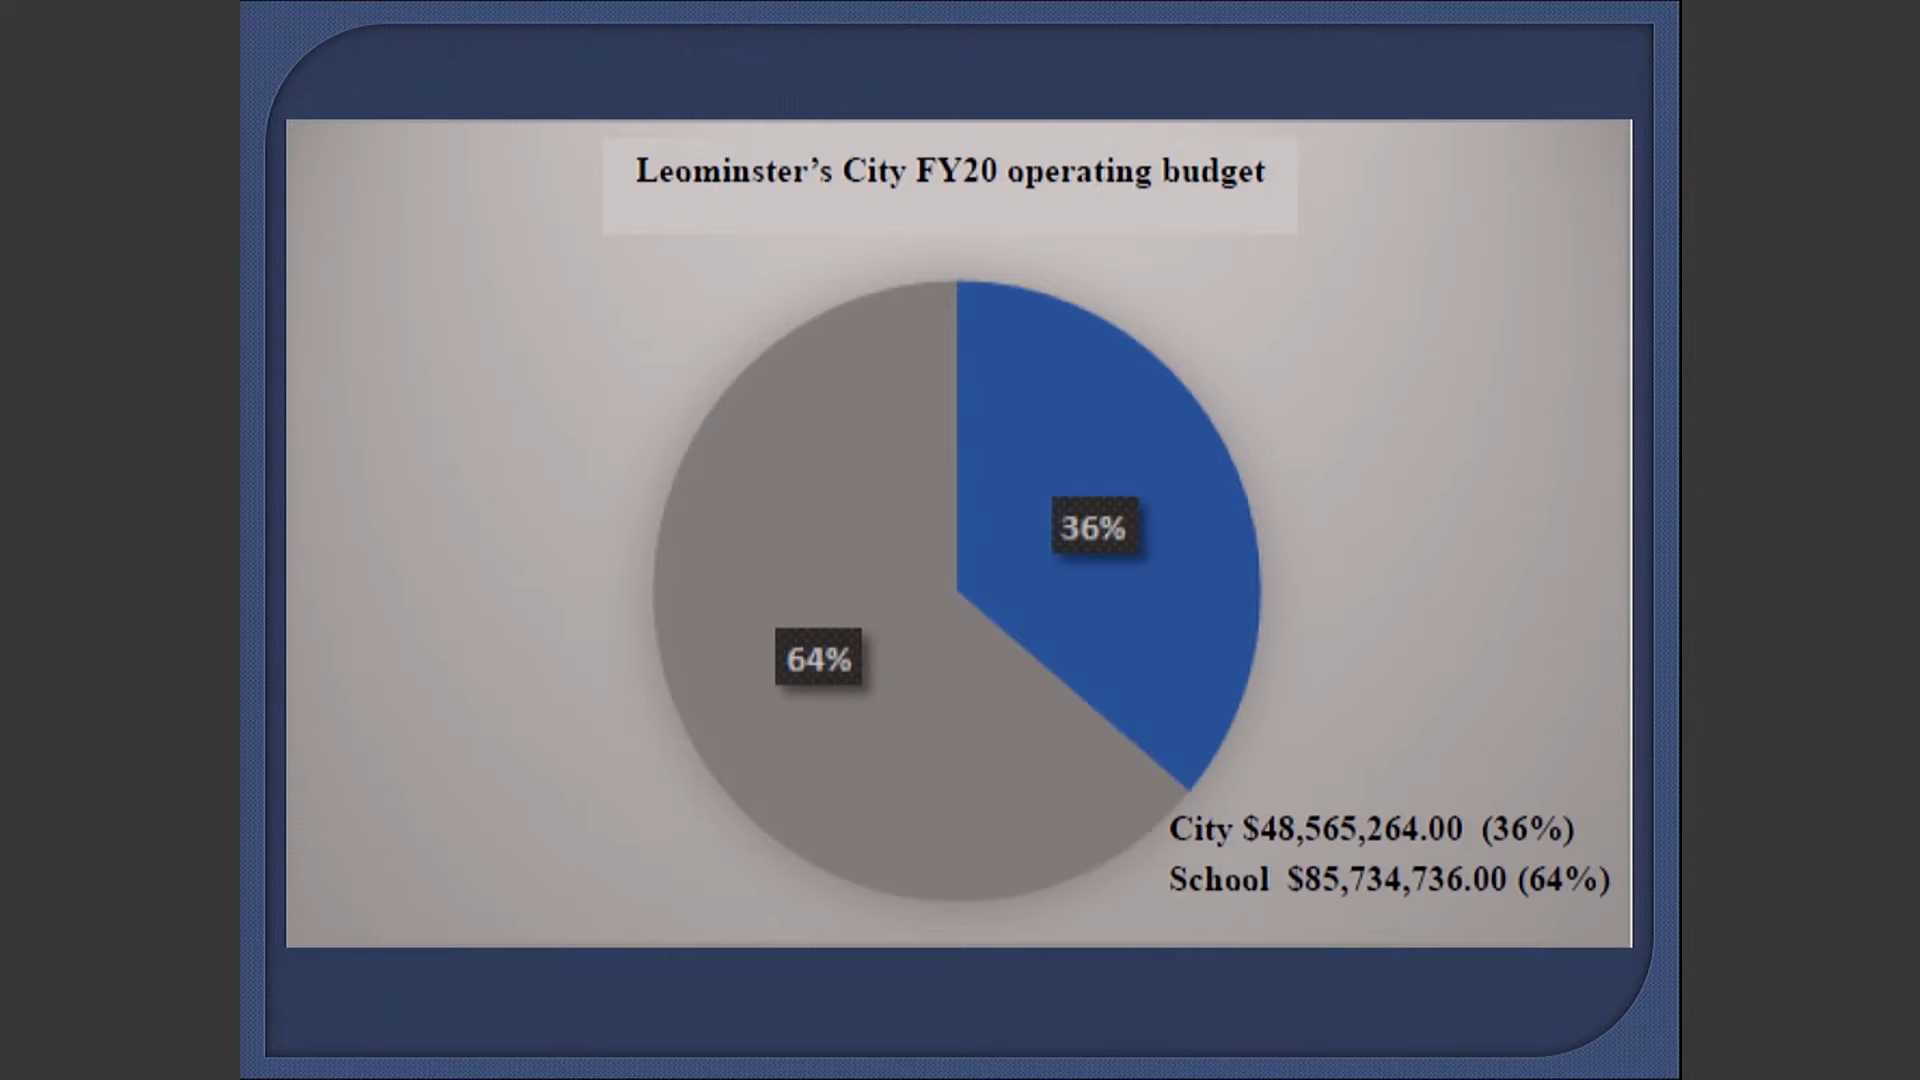 Leominster’s City FY20 operating budget
36%
64%
City $48,565,264.00 (36%)
School $85,734,736.00 (64%)